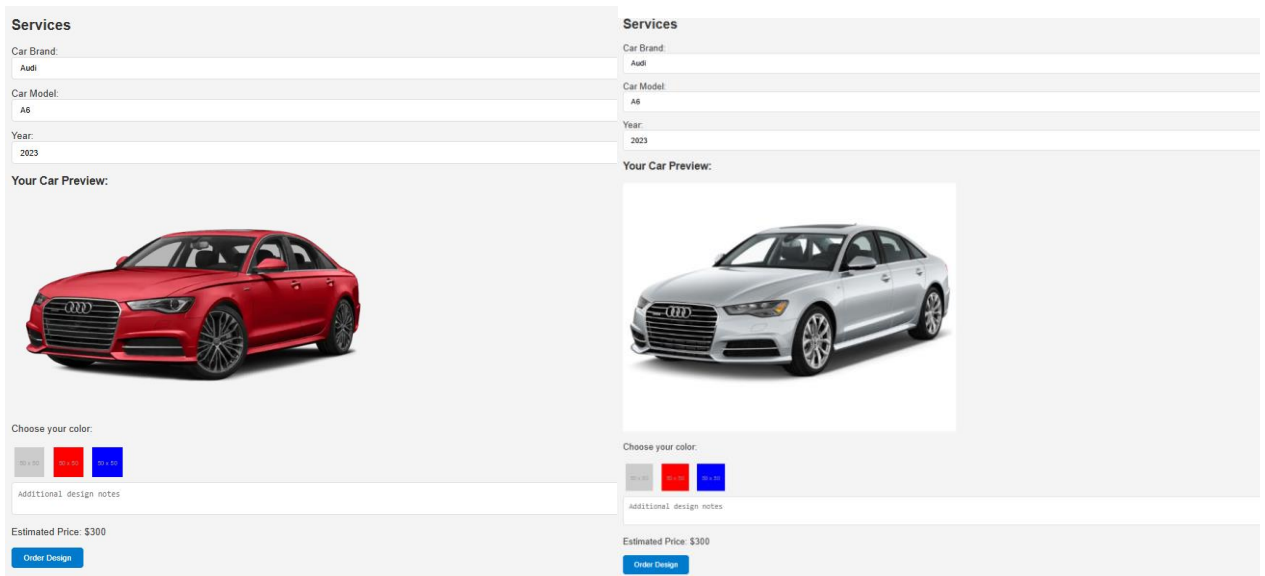 Services
Car Brand:
Audi
Car Model:
A6
Year:
2023
Your Car Preview:
Choose your color:
50 x 50
50 x 50
50 x 50
Additional design notes
Estimated Price: $300
Order Design
Services
Car Brand:
Audi
Car Model:
A6
Year:
2023
Your Car Preview:
Choose your color:
50 x 50
50 x 50
50 x 50
Additional design notes
Estimated Price: $300
Order Design